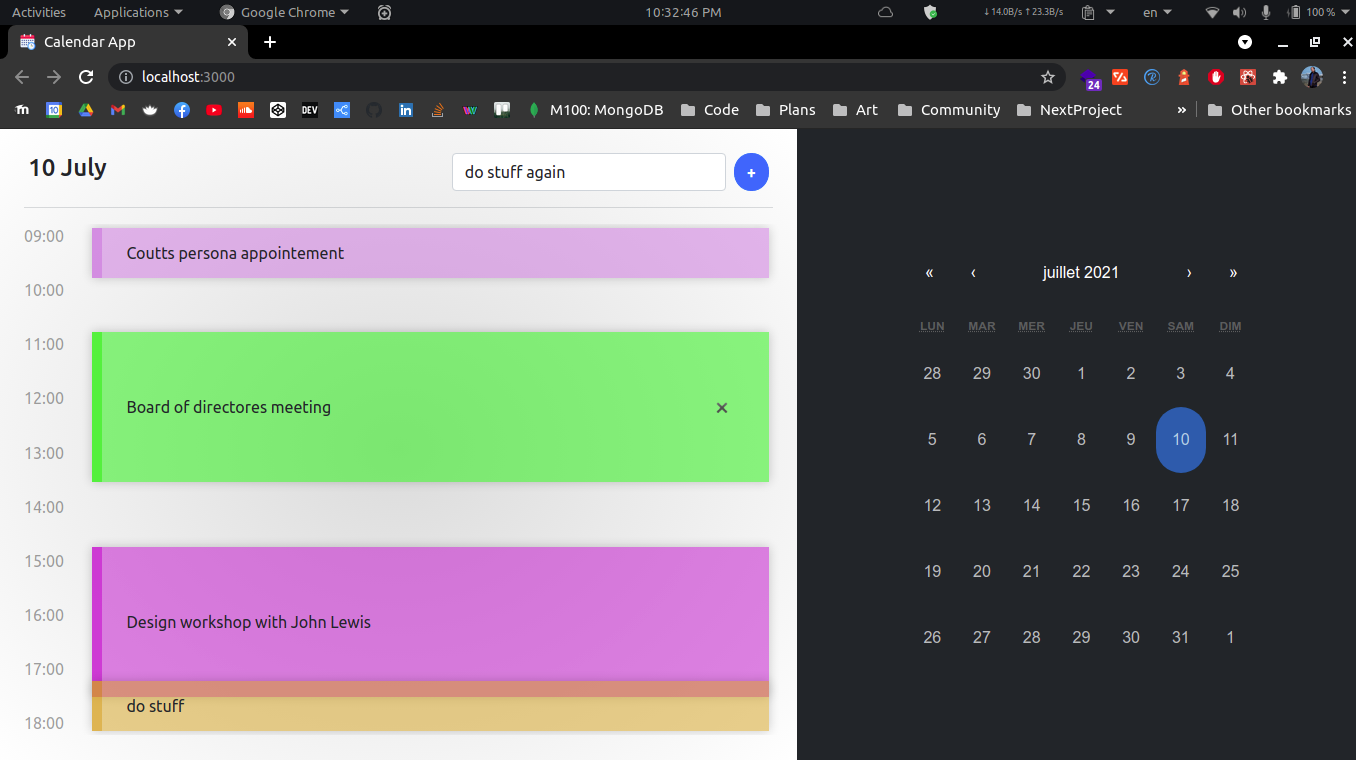 Activities Applications Google Chrome 10:32:46 PM ↓14.0B/s ↑23.3B/s en 100 %
Calendar App
localhost:3000
24
M100: MongoDB Code Plans Art Community NextProject » Other bookmarks
10 July
do stuff again +
09:00
Coutts persona appointement
10:00
11:00
12:00
Board of directores meeting ×
13:00
14:00
15:00
16:00
Design workshop with John Lewis
17:00
do stuff
18:00
« ‹ juillet 2021 › »
LUN MAR MER JEU VEN SAM DIM
28 29 30 1 2 3 4
5 6 7 8 9 10 11
12 13 14 15 16 17 18
19 20 21 22 23 24 25
26 27 28 29 30 31 1